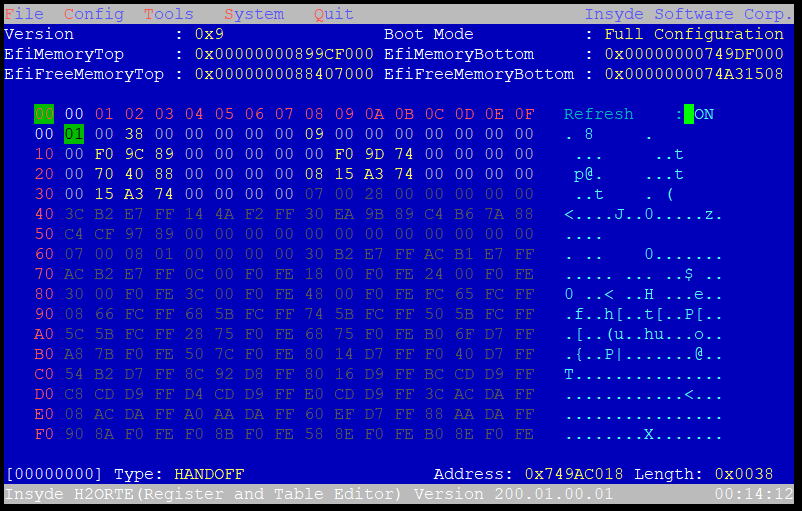 File Config Tools System Quit Insyde Software Corp.
Version : 0x9 Boot Mode : Full Configuration
EfiMemoryTop : 0x00000000899CF000 EfiMemoryBottom : 0x00000000749DF000
EfiFreeMemoryTop : 0x0000000088407000 EfiFreeMemoryBottom : 0x0000000074A31508
00 00 01 02 03 04 05 06 07 08 09 0A 0B 0C 0D 0E 0F Refresh :ON
00 01 00 38 00 00 00 00 00 09 00 00 00 00 00 00 00 . 8 .
10 00 F0 9C 89 00 00 00 00 00 F0 9D 74 00 00 00 00 ... ..t
20 00 70 40 88 00 00 00 00 08 15 A3 74 00 00 00 00 p@. ...t
30 00 15 A3 74 00 00 00 00 07 00 28 00 00 00 00 00 ..t . (
40 3C B2 E7 FF 14 4A F2 FF 30 EA 9B 89 C4 B6 7A 88 <....J..0.....z.
50 C4 CF 97 89 00 00 00 00 00 00 00 00 00 00 00 00 ....
60 07 00 08 01 00 00 00 00 30 B2 E7 FF AC B1 E7 FF . .. 0.......
70 AC B2 E7 FF 0C 00 F0 FE 18 00 F0 FE 24 00 F0 FE ..... ... ..$ ..
80 30 00 F0 FE 3C 00 F0 FE 48 00 F0 FE FC 65 FC FF 0 ..< ..H ...e..
90 08 66 FC FF 68 5B FC FF 74 5B FC FF 50 5B FC FF .f..h[..t[..P[..
A0 5C 5B FC FF 28 75 F0 FE 68 75 F0 FE B0 6F D7 FF .[..(u..hu...o..
B0 A8 7B F0 FE 50 7C F0 FE 80 14 D7 FF F0 40 D7 FF .{..P|.......@..
C0 54 B2 D7 FF 8C 92 D8 FF 80 16 D9 FF BC CD D9 FF T...............
D0 C8 CD D9 FF D4 CD D9 FF E0 CD D9 FF 3C AC DA FF ............<...
E0 08 AC DA FF A0 AA DA FF 60 EF D7 FF 88 AA DA FF ................
F0 90 8A F0 FE F0 8B F0 FE 58 8E F0 FE B0 8E F0 FE ........X.......
[00000000] Type: HANDOFF Address: 0x749AC018 Length: 0x0038
Insyde H2ORTE(Register and Table Editor) Version 200.01.00.01 00:14:12